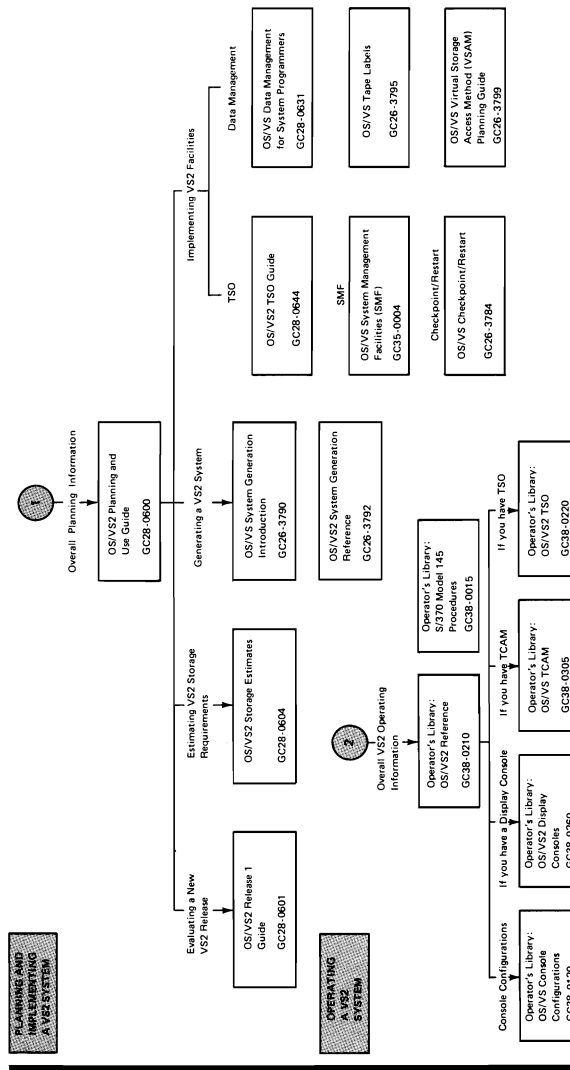 PLANNING AND
IMPLEMENTING
A VS2 SYSTEM
1
Overall Planning Information
OS/VS2 Planning and
Use Guide
GC28-0600
Evaluating a New
VS2 Release
OS/VS2 Release 1
Guide
GC28-0601
Estimating VS2 Storage
Requirements
OS/VS2 Storage Estimates
GC28-0604
Generating a VS2 System
OS/VS System Generation
Introduction
GC26-3790
OS/VS2 System Generation
Reference
GC26-3792
Implementing VS2 Facilities
TSO
OS/VS2 TSO Guide
GC28-0644
SMF
OS/VS System Management
Facilities (SMF)
GC35-0004
Checkpoint/Restart
OS/VS Checkpoint/Restart
GC26-3784
Data Management
OS/VS Data Management
for System Programmers
GC28-0631
OS/VS Tape Labels
GC26-3795
OS/VS Virtual Storage
Access Method (VSAM)
Planning Guide
GC26-3799
OPERATING
A VS2
SYSTEM
2
Overall VS2 Operating
Information
Operator's Library:
OS/VS2 Reference
GC38-0210
Operator's Library:
S/370 Model 145
Procedures
GC38-0015
Console Configurations
Operator's Library:
OS/VS Console
Configurations
GC38-0120
If you have a Display Console
Operator's Library:
OS/VS2 Display
Consoles
GC38-0260
If you have TCAM
Operator's Library:
OS/VS TCAM
GC38-0305
If you have TSO
Operator's Library:
OS/VS2 TSO
GC38-0220